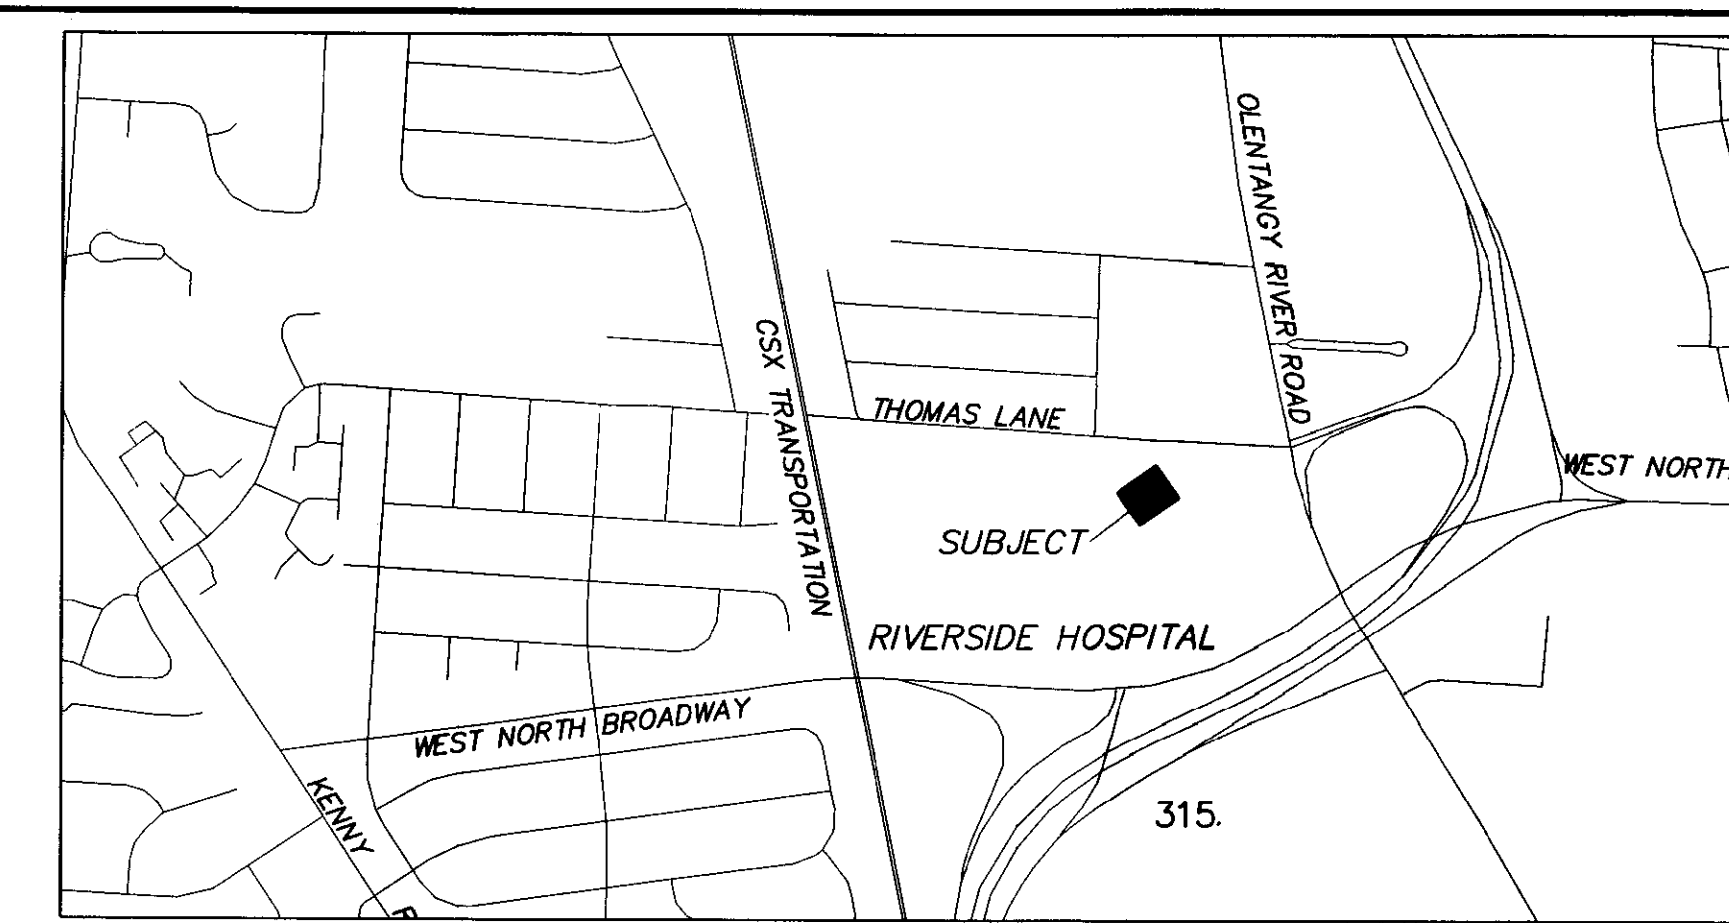 OLENTANGY RIVER ROAD
CSX TRANSPORTATION
THOMAS LANE
WEST NORTH
SUBJECT
RIVERSIDE HOSPITAL
WEST NORTH BROADWAY
KENNY
315.